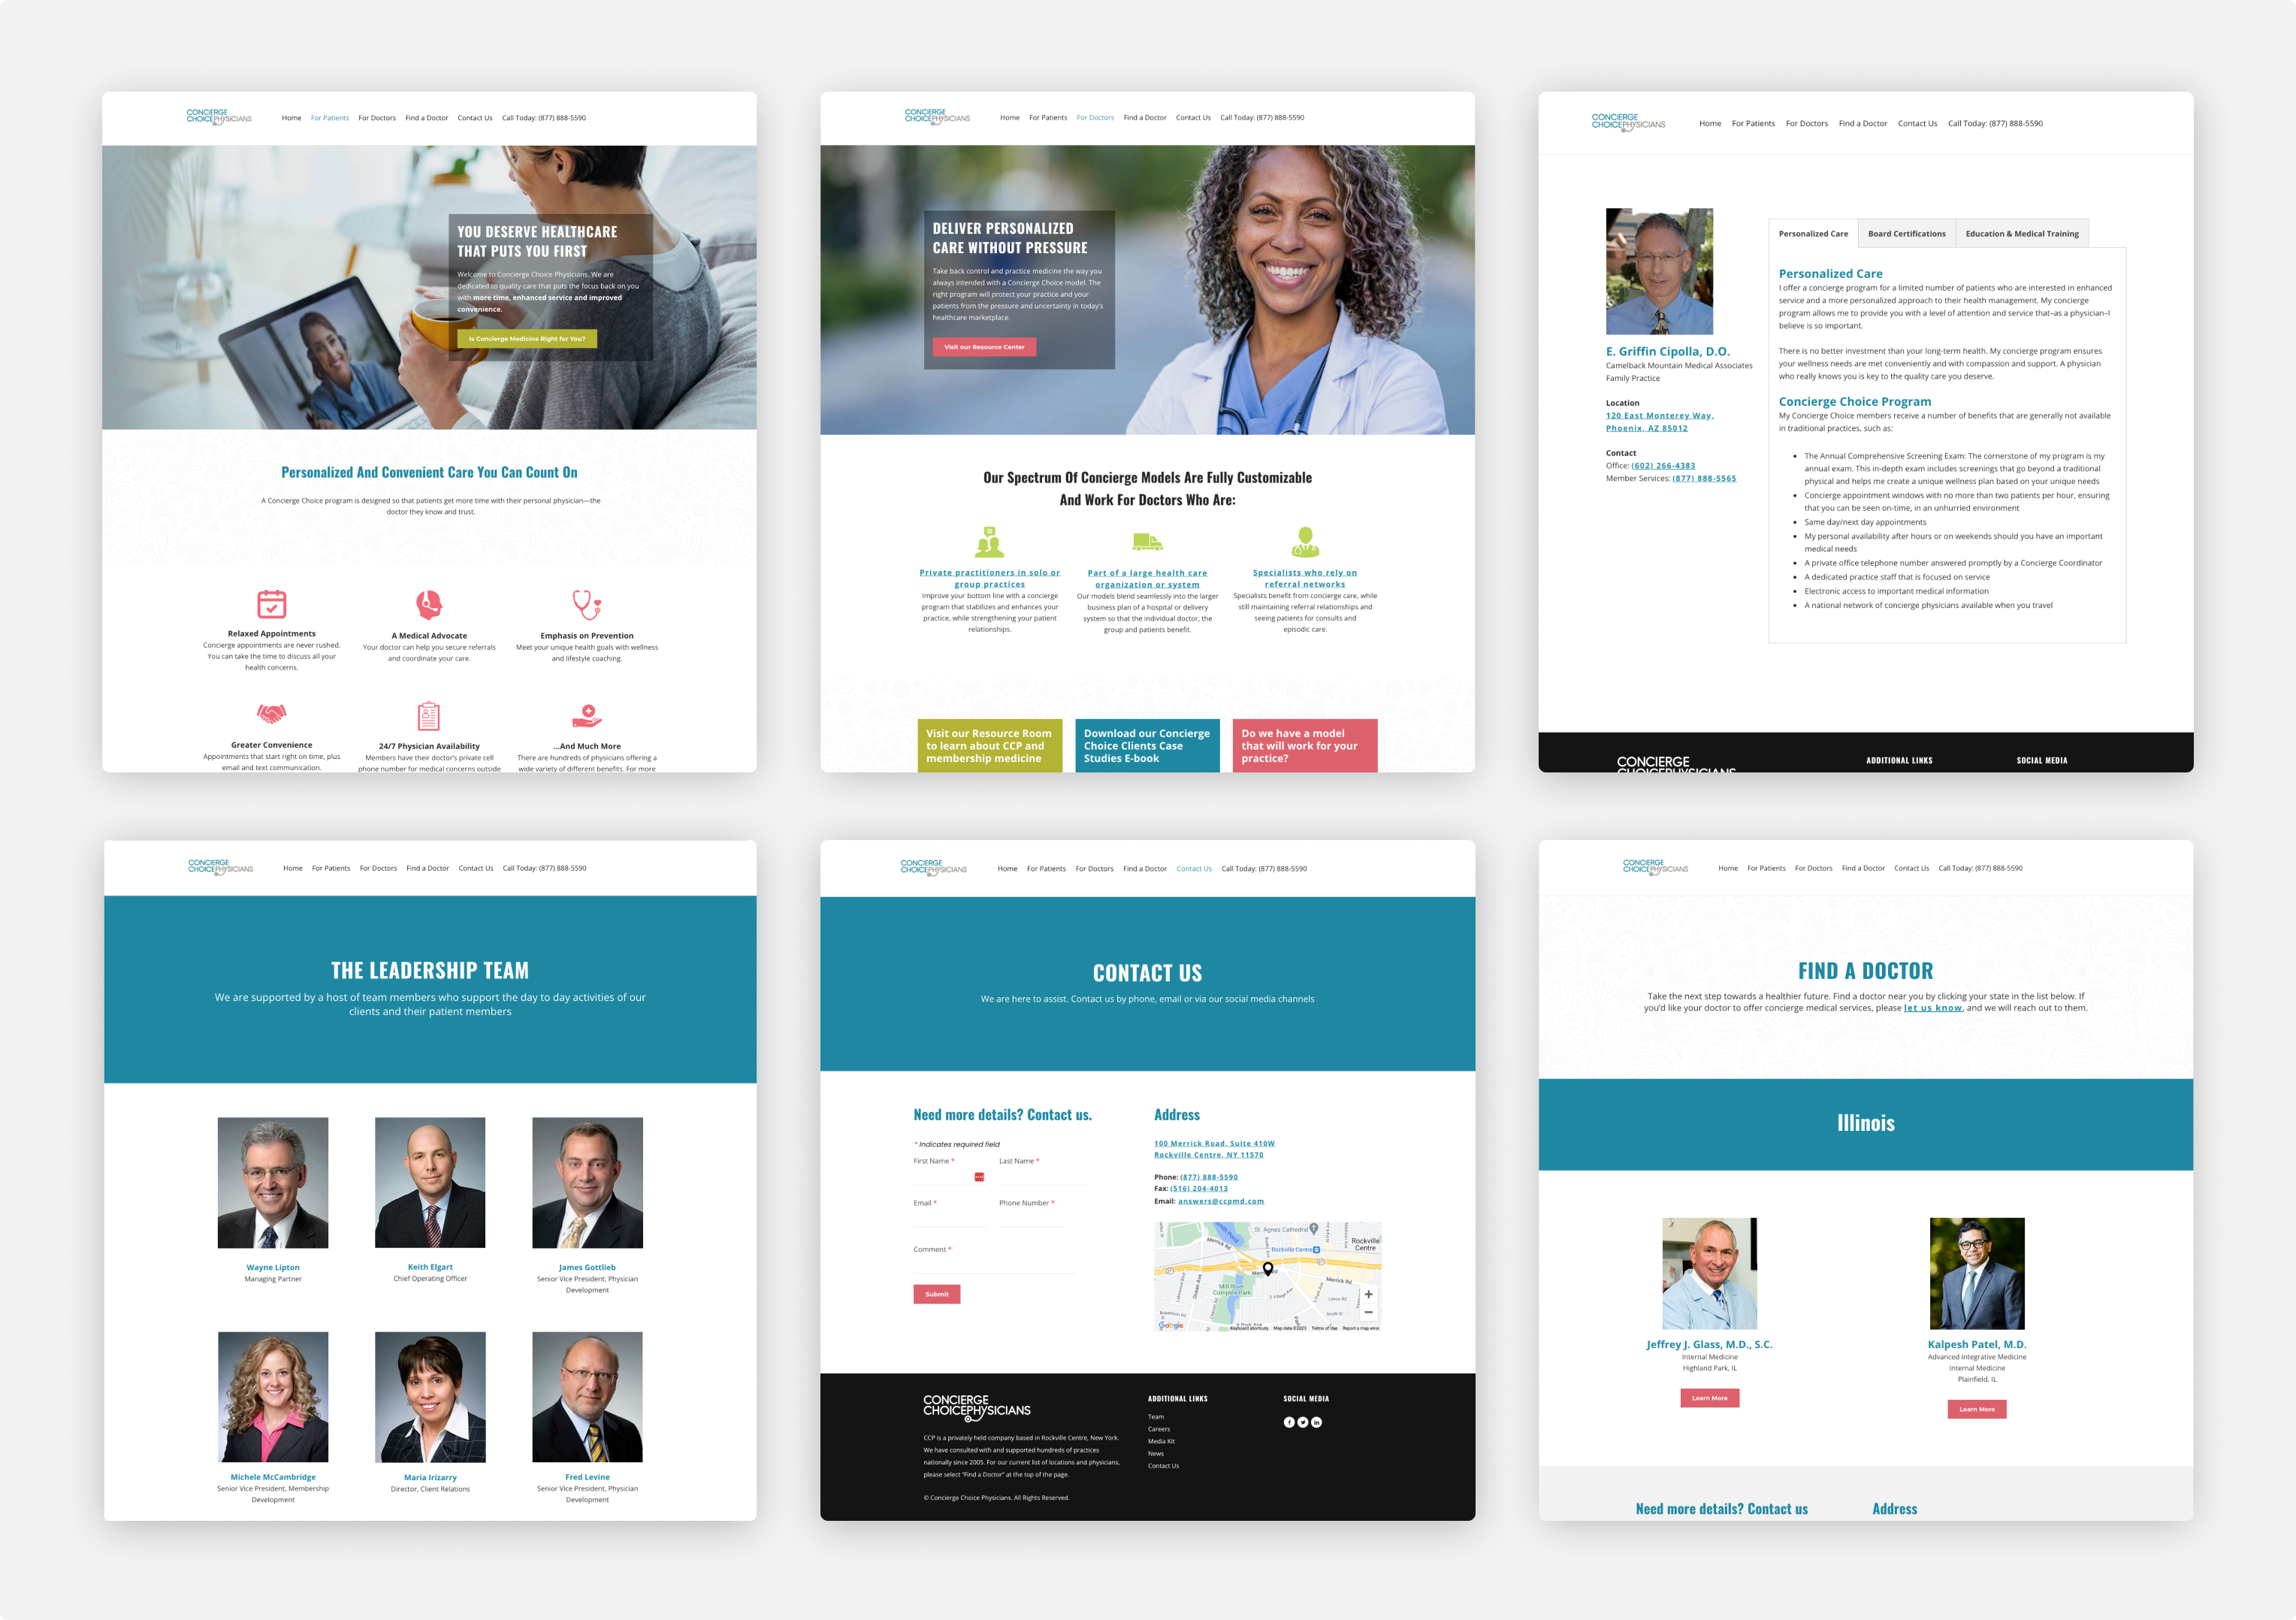 CONCIERGE
CHOICEPHYSICIANS
Home For Patients For Doctors Find a Doctor Contact Us Call Today: (877) 888-5590
YOU DESERVE HEALTHCARE
THAT PUTS YOU FIRST
Welcome to Concierge Choice Physicians. We are
dedicated to quality care that puts the focus back on you
with more time, enhanced service and improved
convenience.
Is Concierge Medicine Right for You?
Personalized And Convenient Care You Can Count On
A Concierge Choice program is designed so that patients get more time with their personal physician—the
doctor they know and trust.
Relaxed Appointments
Concierge appointments are never rushed.
You can take the time to discuss all your
health concerns.
A Medical Advocate
Your doctor can help you secure referrals
and coordinate your care.
Emphasis on Prevention
Meet your unique health goals with wellness
and lifestyle coaching.
Greater Convenience
Appointments that start right on time, plus
email and text communication.
24/7 Physician Availability
Members have their doctor's private cell
phone number for medical concerns outside
...And Much More
There are hundreds of physicians offering a
wide variety of different benefits. For more
CONCIERGE
CHOICEPHYSICIANS
Home For Patients For Doctors Find a Doctor Contact Us Call Today: (877) 888-5590
DELIVER PERSONALIZED
CARE WITHOUT PRESSURE
Take back control and practice medicine the way you
always intended with a Concierge Choice model. The
right program will protect your practice and your
patients from the pressure and uncertainty in today's
healthcare marketplace.
Visit our Resource Center
Our Spectrum Of Concierge Models Are Fully Customizable
And Work For Doctors Who Are:
Private practitioners in solo or
group practices
Improve your bottom line with a concierge
program that stabilizes and enhances your
practice, while strengthening your patient
relationships.
Part of a large health care
organization or system
Our models blend seamlessly into the larger
business plan of a hospital or delivery
system so that the individual doctor, the
group and patients benefit.
Specialists who rely on
referral networks
Specialists benefit from concierge care, while
still maintaining referral relationships and
seeing patients for consults and
episodic care.
Visit our Resource Room
to learn about CCP and
membership medicine
Download our Concierge
Choice Clients Case
Studies E-book
Do we have a model
that will work for your
practice?
CONCIERGE
CHOICEPHYSICIANS
Home For Patients For Doctors Find a Doctor Contact Us Call Today: (877) 888-5590
E. Griffin Cipolla, D.O.
Camelback Mountain Medical Associates
Family Practice
Location
120 East Monterey Way,
Phoenix, AZ 85012
Contact
Office: (602) 266-4383
Member Services: (877) 888-5565
Personalized Care Board Certifications Education & Medical Training
Personalized Care
I offer a concierge program for a limited number of patients who are interested in enhanced
service and a more personalized approach to their health management. My concierge
program allows me to provide you with a level of attention and service that–as a physician–I
believe is so important.
There is no better investment than your long-term health. My concierge program ensures
your wellness needs are met conveniently and with compassion and support. A physician
who really knows you is key to the quality care you deserve.
Concierge Choice Program
My Concierge Choice members receive a number of benefits that are generally not available
in traditional practices, such as:
• The Annual Comprehensive Screening Exam: The cornerstone of my program is my
annual exam. This in-depth exam includes screenings that go beyond a traditional
physical and helps me create a unique wellness plan based on your unique needs
• Concierge appointment windows with no more than two patients per hour, ensuring
that you can be seen on-time, in an unhurried environment
• Same day/next day appointments
• My personal availability after hours or on weekends should you have an important
medical needs
• A private office telephone number answered promptly by a Concierge Coordinator
• A dedicated practice staff that is focused on service
• Electronic access to important medical information
• A national network of concierge physicians available when you travel
CONCIERGE
CHOICEPHYSICIANS
ADDITIONAL LINKS
SOCIAL MEDIA
CONCIERGE
CHOICEPHYSICIANS
Home For Patients For Doctors Find a Doctor Contact Us Call Today: (877) 888-5590
THE LEADERSHIP TEAM
We are supported by a host of team members who support the day to day activities of our
clients and their patient members
Wayne Lipton
Managing Partner
Keith Elgart
Chief Operating Officer
James Gottlieb
Senior Vice President, Physician
Development
Michele McCambridge
Senior Vice President, Membership
Development
Maria Irizarry
Director, Client Relations
Fred Levine
Senior Vice President, Physician
Development
CONCIERGE
CHOICEPHYSICIANS
Home For Patients For Doctors Find a Doctor Contact Us Call Today: (877) 888-5590
CONTACT US
We are here to assist. Contact us by phone, email or via our social media channels
Need more details? Contact us.
* Indicates required field
First Name * Last Name *
Email * Phone Number *
Comment *
Submit
Address
100 Merrick Road, Suite 410W
Rockville Centre, NY 11570
Phone: (877) 888-5590
Fax: (516) 204-4013
Email: answers@ccpmd.com
St. Agnes Cathedral
Merrick Rd
Rockville Centre
Rockville
Centre
Merrick Rd
Mill River
Complex Park
Google
Keyboard shortcuts Map data ©2023 Terms of Use Report a map error
CONCIERGE
CHOICEPHYSICIANS
CCP is a privately held company based in Rockville Centre, New York.
We have consulted with and supported hundreds of practices
nationally since 2005. For our current list of locations and physicians,
please select "Find a Doctor" at the top of the page.
© Concierge Choice Physicians. All Rights Reserved.
ADDITIONAL LINKS
Team
Careers
Media Kit
News
Contact Us
SOCIAL MEDIA
CONCIERGE
CHOICEPHYSICIANS
Home For Patients For Doctors Find a Doctor Contact Us Call Today: (877) 888-5590
FIND A DOCTOR
Take the next step towards a healthier future. Find a doctor near you by clicking your state in the list below. If
you'd like your doctor to offer concierge medical services, please let us know, and we will reach out to them.
Illinois
Jeffrey J. Glass, M.D., S.C.
Internal Medicine
Highland Park, IL
Learn More
Kalpesh Patel, M.D.
Advanced Integrative Medicine
Internal Medicine
Plainfield, IL
Learn More
Need more details? Contact us
Address